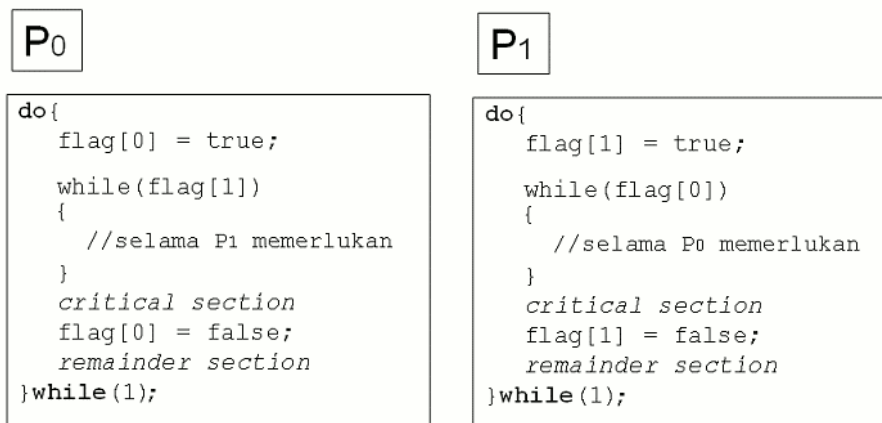 P0
do{
flag[0] = true;
while(flag[1])
{
//selama P1 memerlukan
}
critical section
flag[0] = false;
remainder section
}while(1);
P1
do{
flag[1] = true;
while(flag[0])
{
//selama P0 memerlukan
}
critical section
flag[1] = false;
remainder section
}while(1);